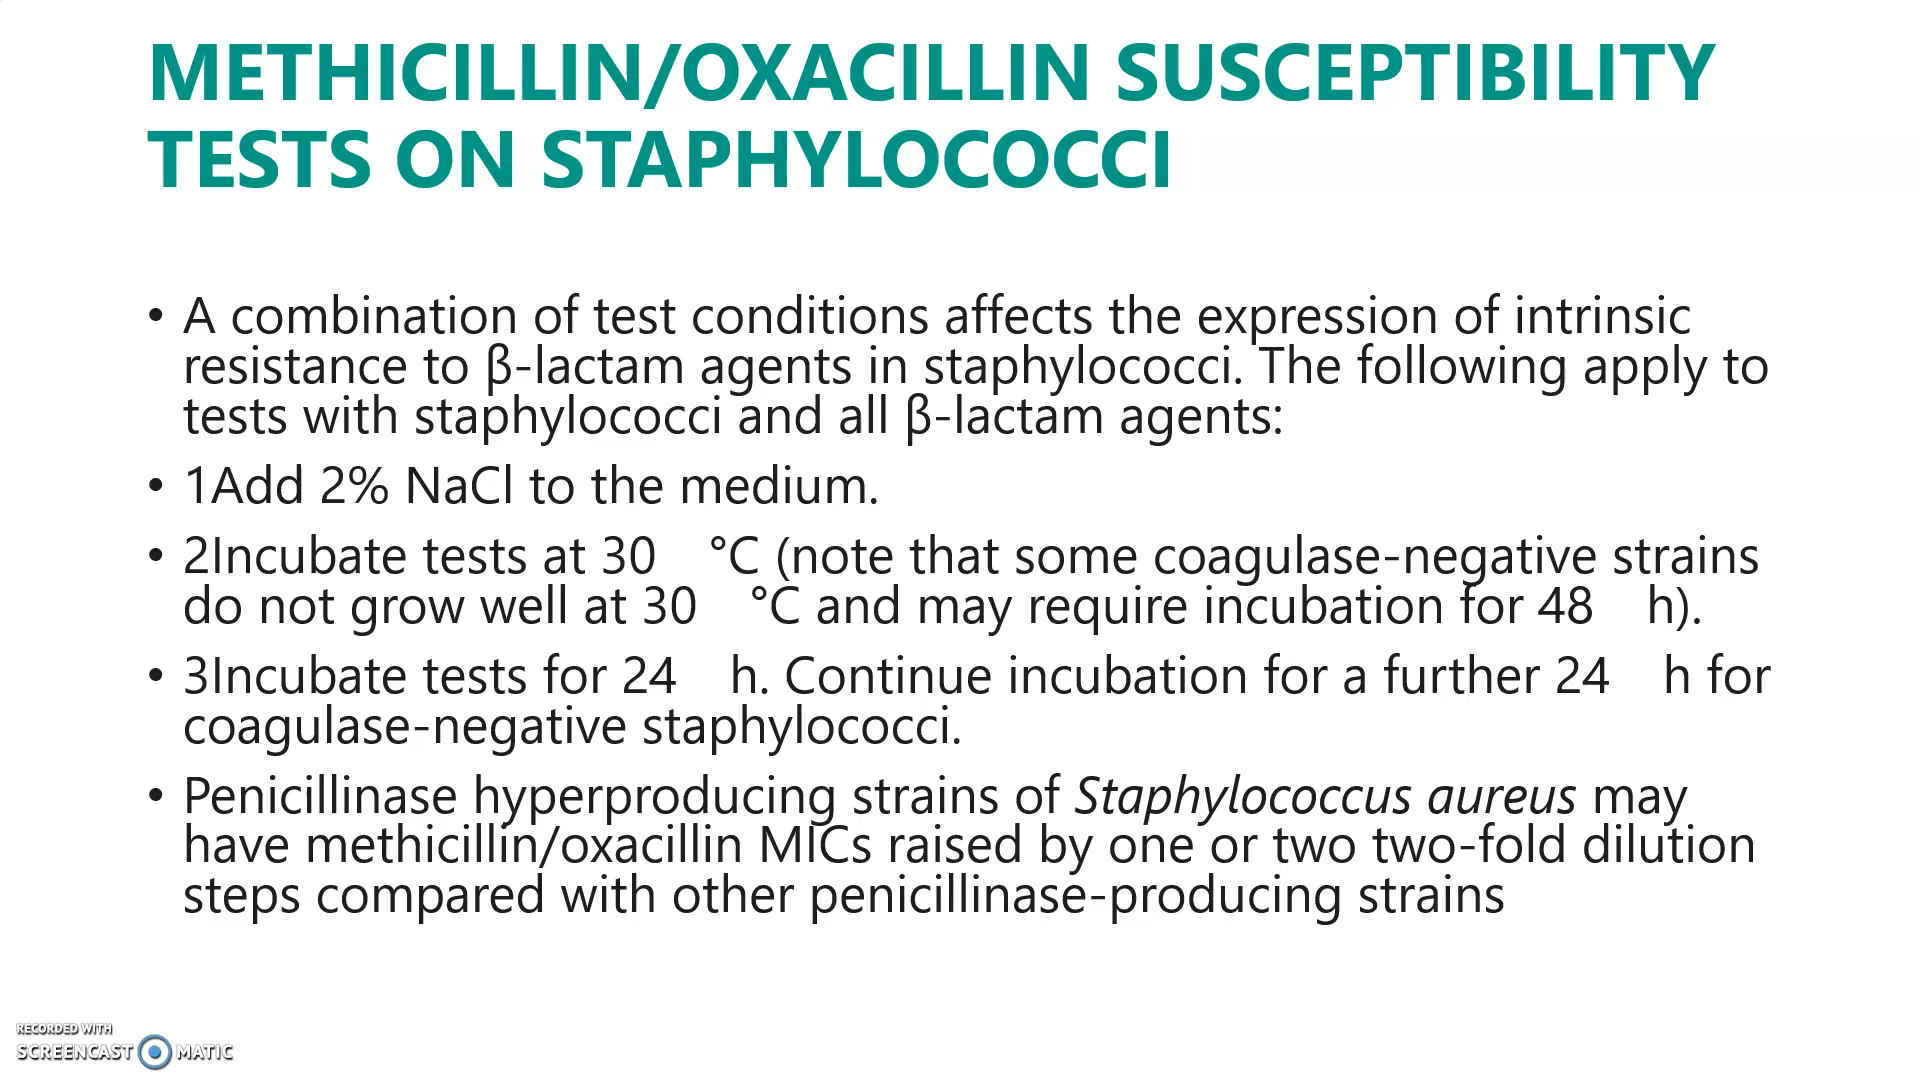 METHICILLIN/OXACILLIN SUSCEPTIBILITY
TESTS ON STAPHYLOCOCCI
• A combination of test conditions affects the expression of intrinsic
resistance to β-lactam agents in staphylococci. The following apply to
tests with staphylococci and all β-lactam agents:
• 1Add 2% NaCl to the medium.
• 2Incubate tests at 30 °C (note that some coagulase-negative strains
do not grow well at 30 °C and may require incubation for 48 h).
• 3Incubate tests for 24 h. Continue incubation for a further 24 h for
coagulase-negative staphylococci.
• Penicillinase hyperproducing strains of Staphylococcus aureus may
have methicillin/oxacillin MICs raised by one or two two-fold dilution
steps compared with other penicillinase-producing strains
RECORDED WITH
SCREENCAST MATIC